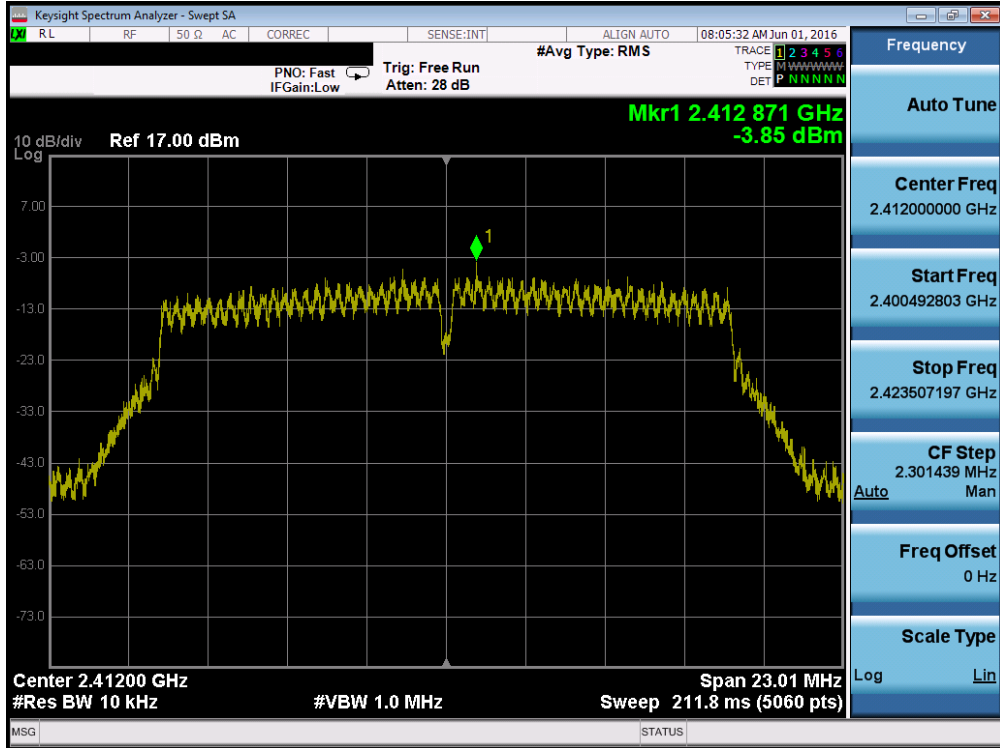 Keysight Spectrum Analyzer - Swept SA
LXI RL RF 50 Ω AC CORREC SENSE:INT ALIGN AUTO 08:05:32 AM Jun 01, 2016
#Avg Type: RMS TRACE 1 2 3 4 5 6
PNO: Fast Trig: Free Run TYPE M WWWWW
IFGain:Low Atten: 28 dB DET P N N N N N
Mkr1 2.412 871 GHz
-3.85 dBm
10 dB/div Ref 17.00 dBm
Log
1
7.00
-3.00
-13.0
-23.0
-33.0
-43.0
-53.0
-63.0
-73.0
Center 2.41200 GHz Span 23.01 MHz
#Res BW 10 kHz #VBW 1.0 MHz Sweep 211.8 ms (5060 pts)
MSG STATUS
Frequency
Auto Tune
Center Freq
2.412000000 GHz
Start Freq
2.400492803 GHz
Stop Freq
2.423507197 GHz
CF Step
2.301439 MHz
Auto Man
Freq Offset
0 Hz
Scale Type
Log Lin